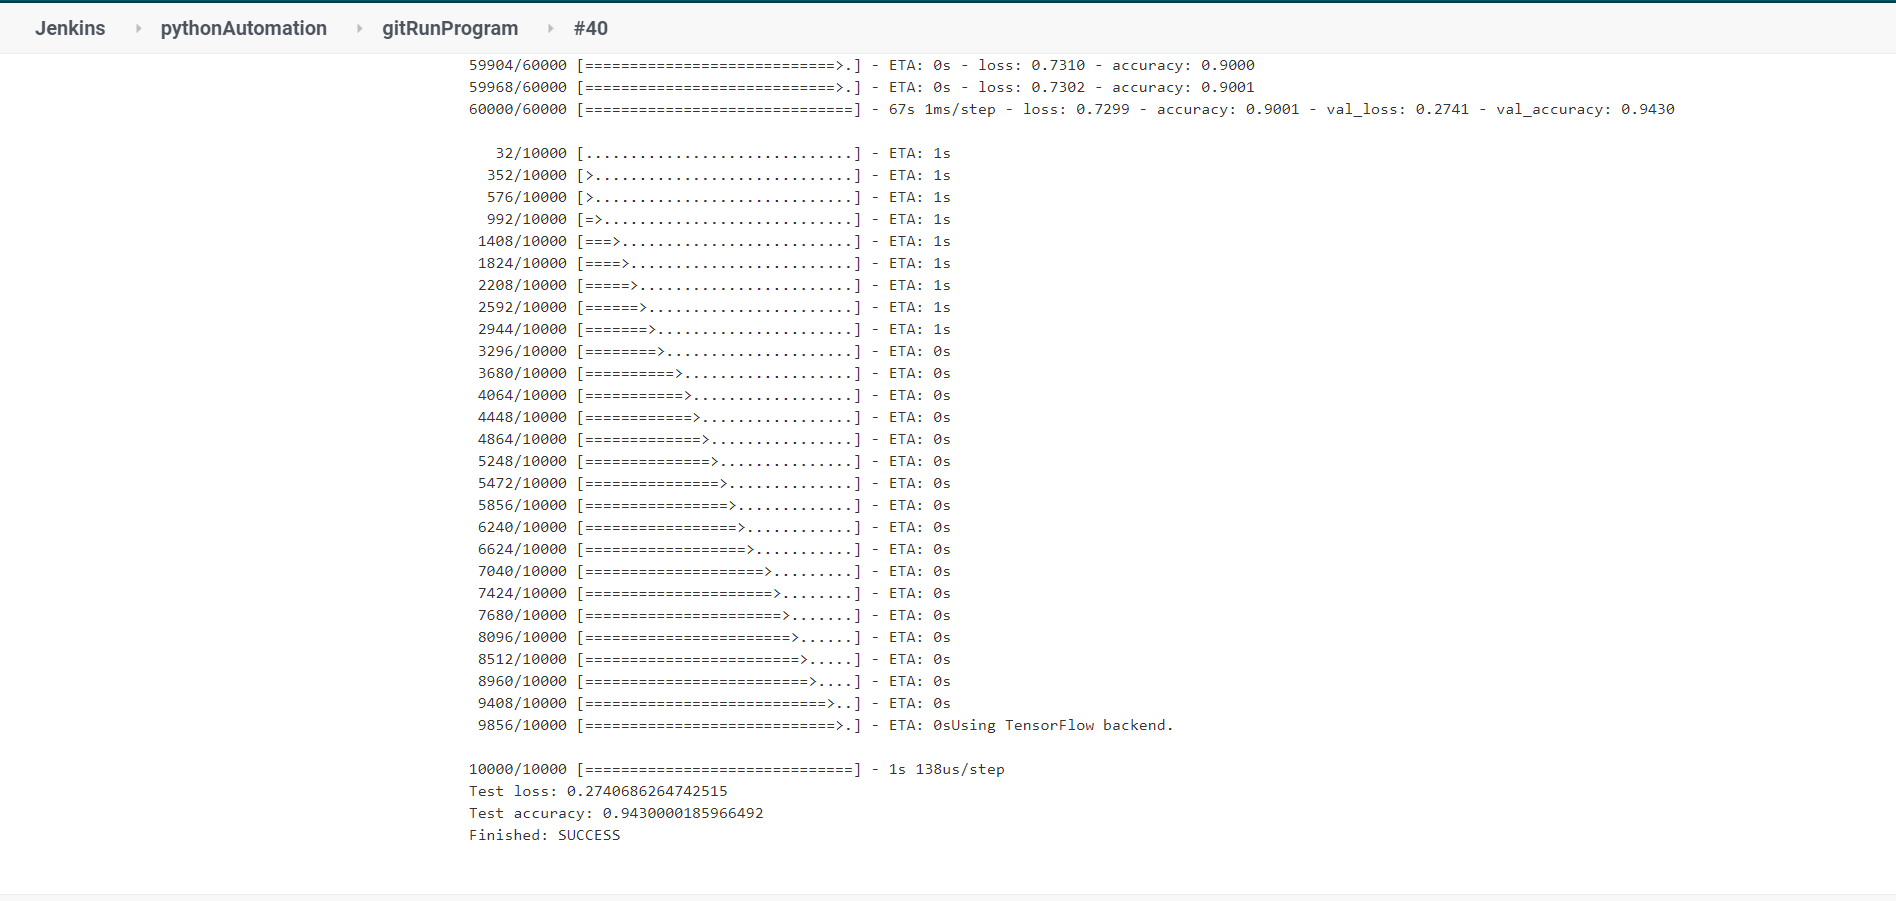 Jenkins pythonAutomation gitRunProgram #40
59904/60000 [============================>.] - ETA: 0s - loss: 0.7310 - accuracy: 0.9000
59968/60000 [============================>.] - ETA: 0s - loss: 0.7302 - accuracy: 0.9001
60000/60000 [==============================] - 67s 1ms/step - loss: 0.7299 - accuracy: 0.9001 - val_loss: 0.2741 - val_accuracy: 0.9430
32/10000 [..............................] - ETA: 1s
352/10000 [>.............................] - ETA: 1s
576/10000 [>.............................] - ETA: 1s
992/10000 [=>............................] - ETA: 1s
1408/10000 [===>..........................] - ETA: 1s
1824/10000 [====>.........................] - ETA: 1s
2208/10000 [=====>........................] - ETA: 1s
2592/10000 [======>.......................] - ETA: 1s
2944/10000 [=======>......................] - ETA: 1s
3296/10000 [========>.....................] - ETA: 0s
3680/10000 [==========>...................] - ETA: 0s
4064/10000 [===========>..................] - ETA: 0s
4448/10000 [============>.................] - ETA: 0s
4864/10000 [=============>................] - ETA: 0s
5248/10000 [==============>...............] - ETA: 0s
5472/10000 [===============>..............] - ETA: 0s
5856/10000 [================>.............] - ETA: 0s
6240/10000 [=================>............] - ETA: 0s
6624/10000 [==================>...........] - ETA: 0s
7040/10000 [====================>.........] - ETA: 0s
7424/10000 [=====================>........] - ETA: 0s
7680/10000 [======================>.......] - ETA: 0s
8096/10000 [=======================>......] - ETA: 0s
8512/10000 [========================>.....] - ETA: 0s
8960/10000 [=========================>....] - ETA: 0s
9408/10000 [===========================>..] - ETA: 0s
9856/10000 [============================>.] - ETA: 0sUsing TensorFlow backend.
10000/10000 [==============================] - 1s 138us/step
Test loss: 0.2740686264742515
Test accuracy: 0.9430000185966492
Finished: SUCCESS